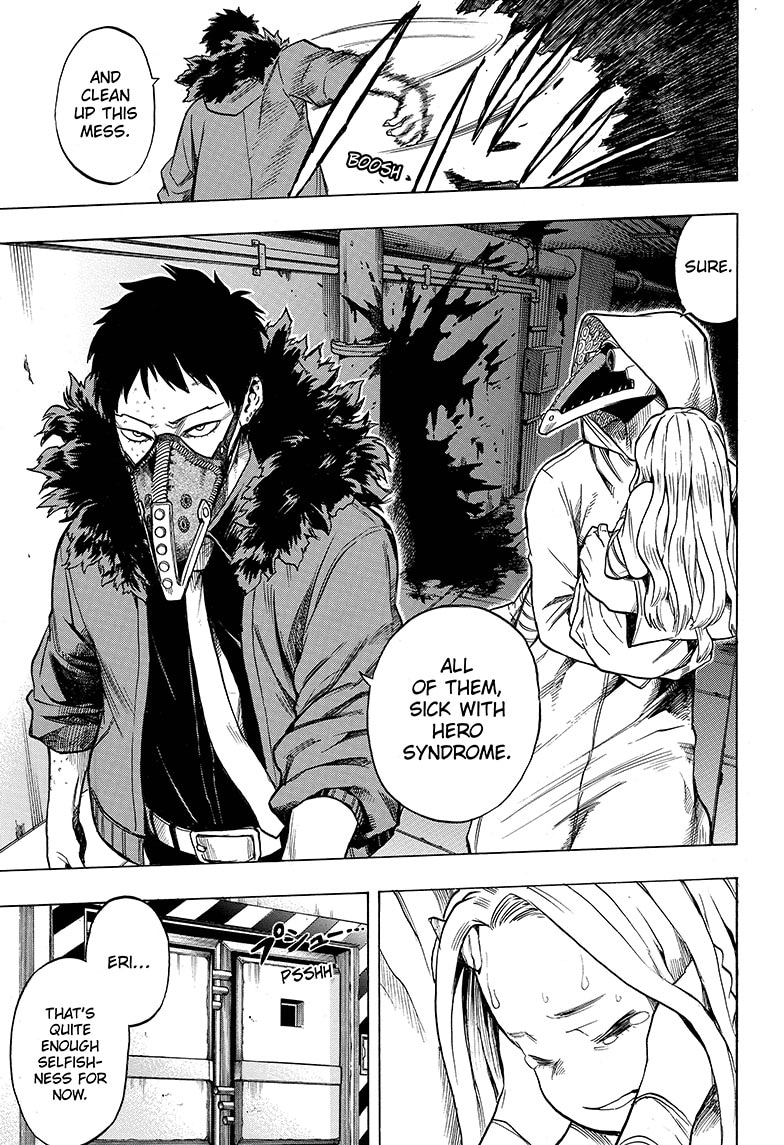 AND
CLEAN
UP THIS
MESS.
BOOSH
SURE.
ALL
OF THEM,
SICK WITH
HERO
SYNDROME.
プシュー…
PSSHH
ERI...
THAT'S
QUITE
ENOUGH
SELFISH-
NESS FOR
NOW.